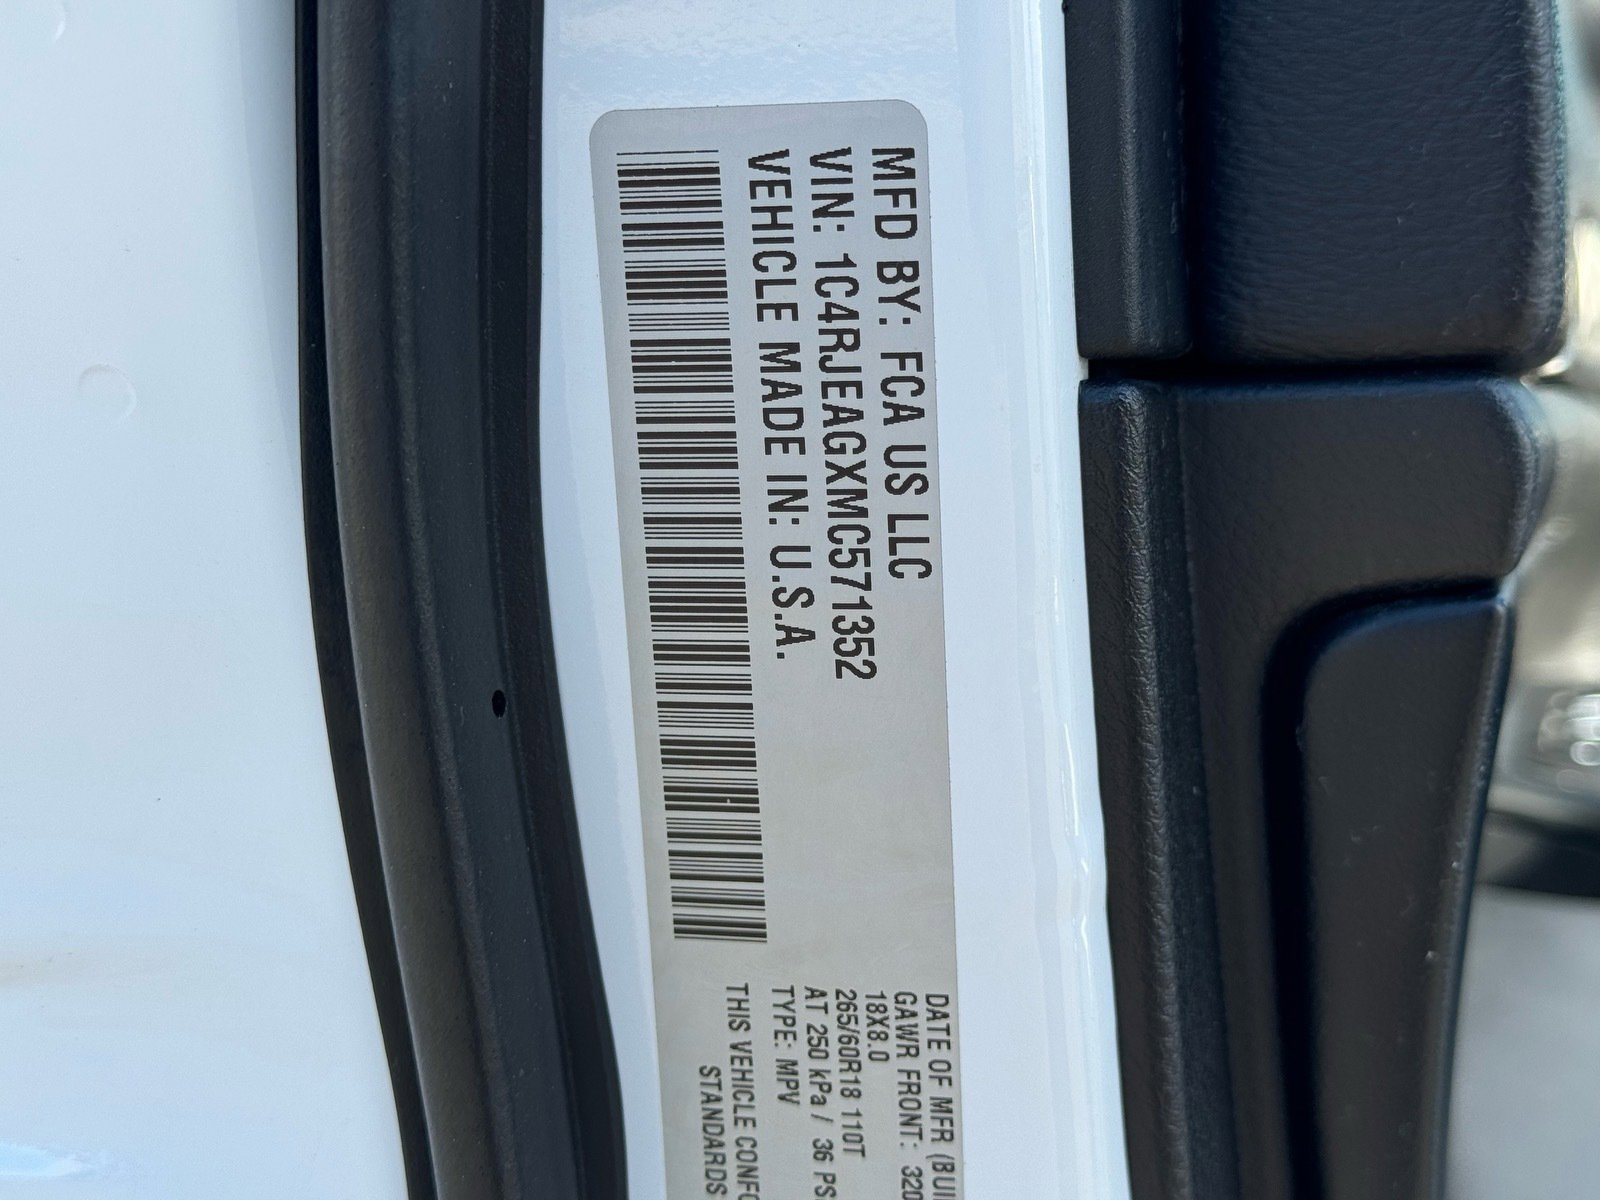 MFD BY: FCA US LLC
VIN: 1C4RJEAGXMC571352
VEHICLE MADE IN: U.S.A.
DATE OF MFR
GAWR FRONT:
18X8.0
265/60R18 110T
AT 250 kPa / 36
TYPE: MPV
THIS VEHICLE
STANDARDS